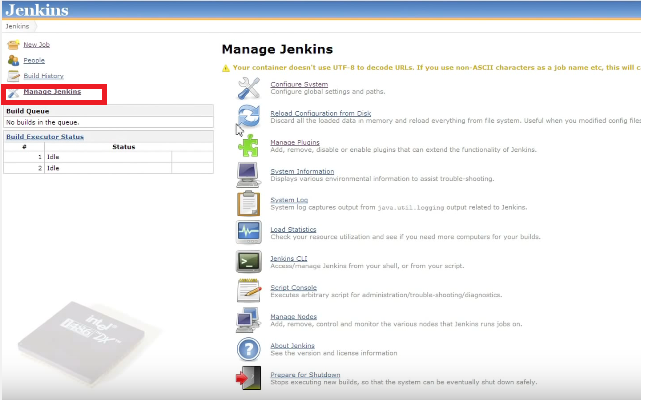 Jenkins
Jenkins
New Job
People
Build History
Manage Jenkins
Build Queue
No builds in the queue.
Build Executor Status
# Status
1 Idle
2 Idle
Manage Jenkins
Your container doesn't use UTF-8 to decode URLs. If you use non-ASCII characters as a job name etc, this will c
Configure System
Configure global settings and paths.
Reload Configuration from Disk
Discard all the loaded data in memory and reload everything from file system. Useful when you modified config files
Manage Plugins
Add, remove, disable or enable plugins that can extend the functionality of Jenkins.
System Information
Displays various environmental information to assist trouble-shooting.
System Log
System log captures output from java.util.logging output related to Jenkins.
Load Statistics
Check your resource utilization and see if you need more computers for your builds.
Jenkins CLI
Access/manage Jenkins from your shell, or from your script.
Script Console
Executes arbitrary script for administration/trouble-shooting/diagnostics.
Manage Nodes
Add, remove, control and monitor the various nodes that Jenkins runs jobs on.
About Jenkins
See the version and license information
Prepare for Shutdown
Stops executing new builds, so that the system can be eventually shut down safely.
intel